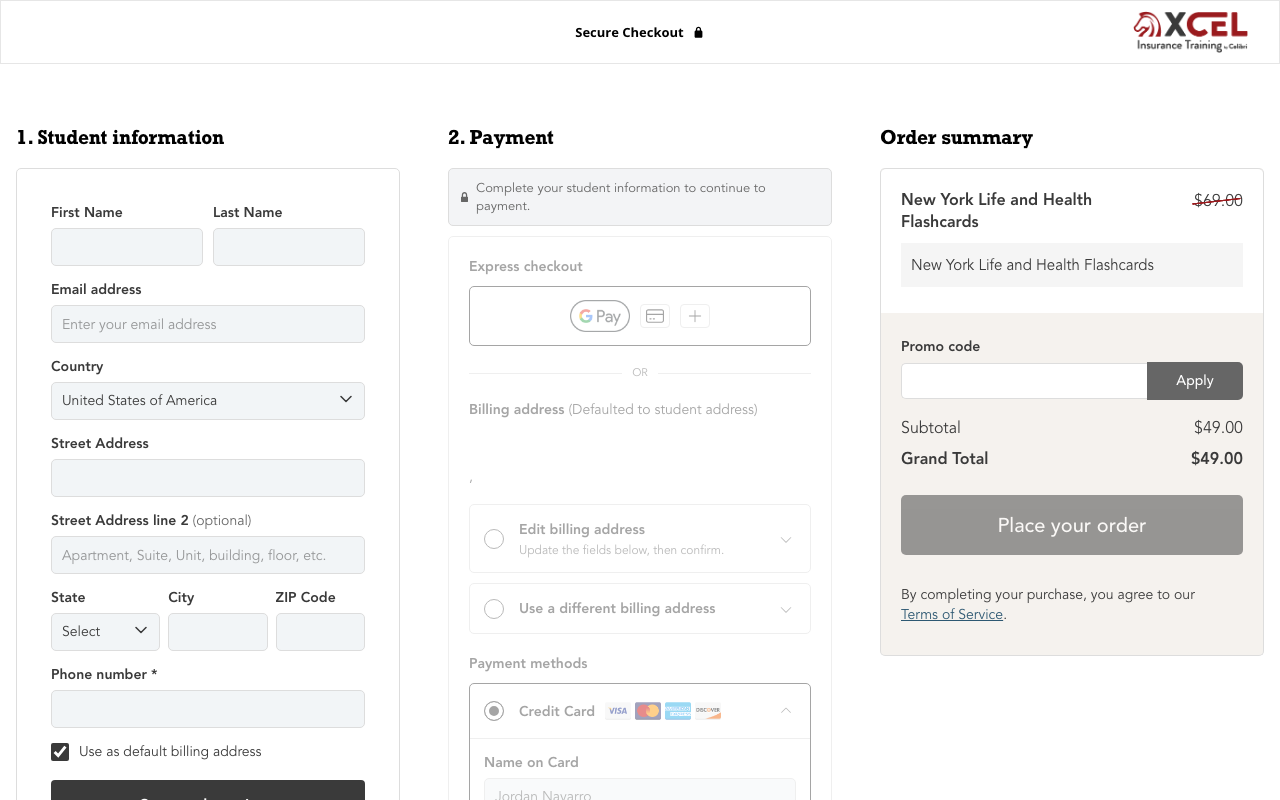 Secure Checkout
XCEL
Insurance Training by Colibri
1. Student information
First Name
Last Name
Email address
Enter your email address
Country
United States of America
Street Address
Street Address line 2 (optional)
Apartment, Suite, Unit, building, floor, etc.
State
City
ZIP Code
Select
Phone number *
Use as default billing address
2. Payment
Complete your student information to continue to
payment.
Express checkout
G Pay
OR
Billing address (Defaulted to student address)
,
Edit billing address
Update the fields below, then confirm.
Use a different billing address
Payment methods
Credit Card
VISA
DISCOVER
Name on Card
Jordan Navarro
Order summary
New York Life and Health
Flashcards
$69.00
New York Life and Health Flashcards
Promo code
Apply
Subtotal
$49.00
Grand Total
$49.00
Place your order
By completing your purchase, you agree to our
Terms of Service.